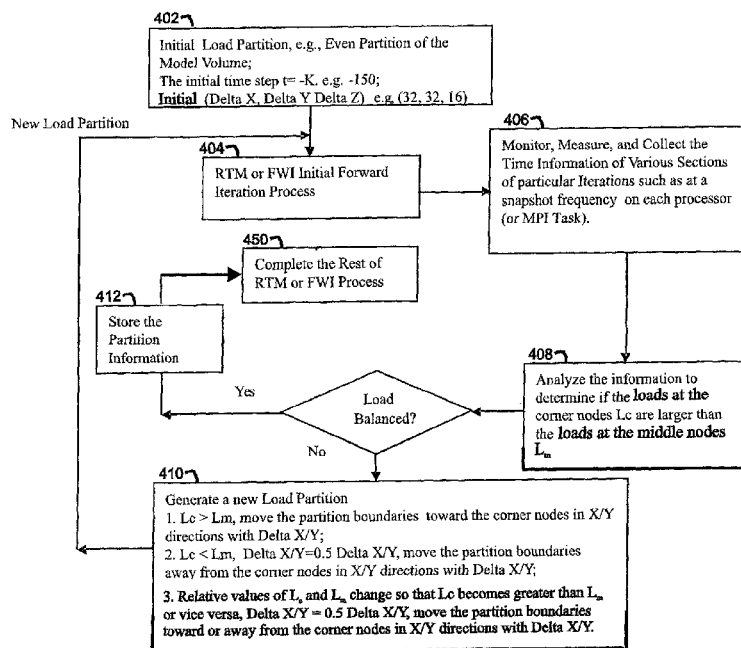 402
Initial Load Partition, e.g., Even Partition of the
Model Volume;
The initial time step t= -K. e.g. -150;
Initial (Delta X, Delta Y Delta Z) e.g (32, 32, 16)
New Load Partition
404
RTM or FWI Initial Forward
Iteration Process
406
Monitor, Measure, and Collect the
Time Information of Various Sections
of particular Iterations such as at a
snapshot frequency on each processor
(or MPI Task).
450
Complete the Rest of
RTM or FWI Process
412
Store the
Partition
Information
408
Analyze the information to
determine if the loads at the
corner nodes Lc are larger than
the loads at the middle nodes
Lm
Yes
Load
Balanced?
No
410
Generate a new Load Partition
1. Lc > Lm, move the partition boundaries toward the corner nodes in X/Y
directions with Delta X/Y;
2. Lc < Lm, Delta X/Y=0.5 Delta X/Y, move the partition boundaries
away from the corner nodes in X/Y directions with Delta X/Y;
3. Relative values of Lc and Lm change so that Lc becomes greater than Lm
or vice versa, Delta X/Y = 0.5 Delta X/Y, move the partition boundaries
toward or away from the corner nodes in X/Y directions with Delta X/Y.